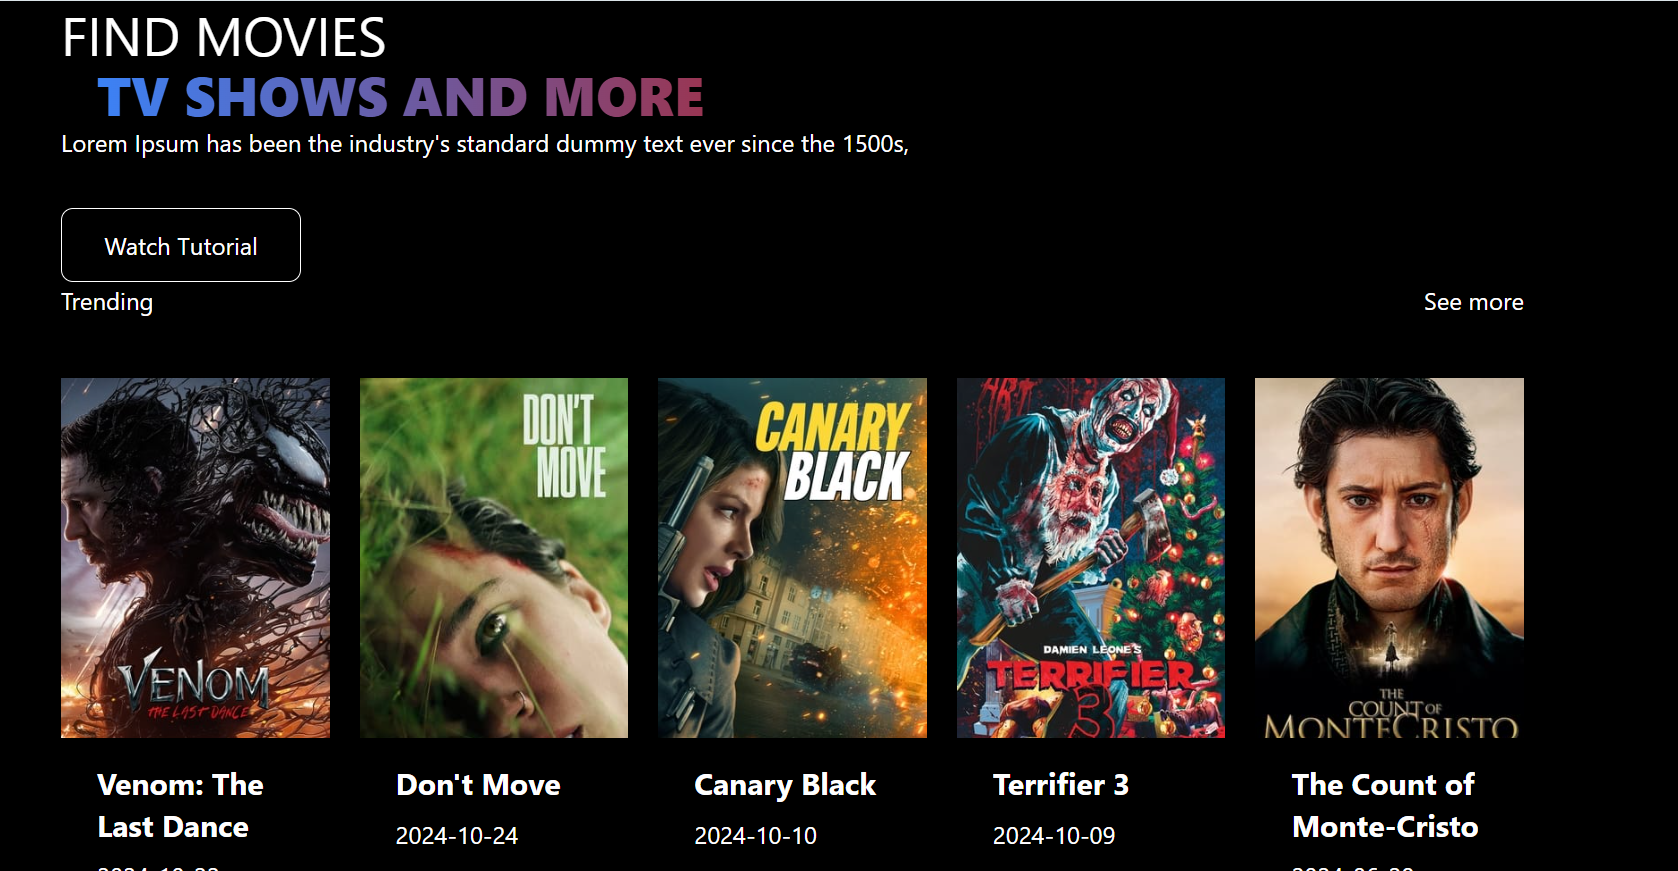 FIND MOVIES
TV SHOWS AND MORE
Lorem Ipsum has been the industry's standard dummy text ever since the 1500s,
Watch Tutorial
Trending
See more
VENOM
THE LAST DANCE
DON'T
MOVE
CANARY
BLACK
ART
DAMIEN LEONE'S
TERRIFIER
3
THE
COUNT OF
MONTE CRISTO
Venom: The
Last Dance
Don't Move
2024-10-24
Canary Black
2024-10-10
Terrifier 3
2024-10-09
The Count of
Monte-Cristo